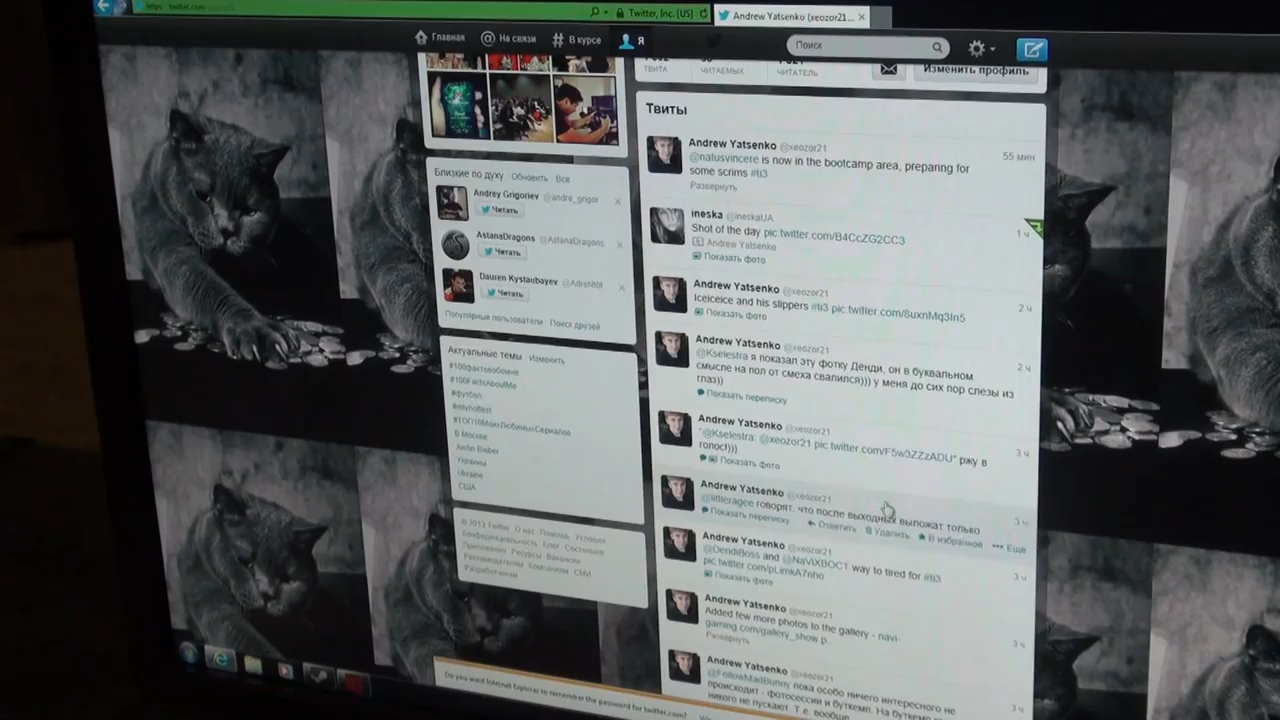 https twitter.com
Twitter, Inc. [US]
Andrew Yatsenko (xeozor21...
Главная
На связи
В курсе
Я
Поиск
ТВИТА
ЧИТАЕМЫХ
ЧИТАТЕЛЬ
Изменить профиль
Близкие по духу · Обновить · Все
Andrey Grigoriev @andre_grigor
Читать
AstanaDragons @AstanaDragons
Читать
Dauren Kystaubayev
Читать
Популярные пользователи · Поиск друзей
Актуальные темы · Изменить
#100фактовобомне
#100FactsAboutMe
#футбол
#ТОП10МоихЛюбимыхСериалов
В Москве
Justin Bieber
Украины
Ukraine
США
© 2013 Twitter О нас Помощь Условия
Конфиденциальность Блог Состояние
Приложения Ресурсы Вакансии
Рекламодателям Компаниям СМИ
Разработчикам
Твиты
Andrew Yatsenko @xeozor21
55 мин
@natusvincere is now in the bootcamp area, preparing for
some scrims #ti3
Развернуть
ineska @ineskaUA
1 ч
Shot of the day pic.twitter.com/B4CcZG2CC3
Andrew Yatsenko
Показать фото
Andrew Yatsenko @xeozor21
2 ч
Iceiceice and his slippers #ti3 pic.twitter.com/8uxnMq3In5
Показать фото
Andrew Yatsenko @xeozor21
2 ч
@Kselestra я показал эту фотку Денди, он в буквальном
смысле на пол от смеха свалился))) у меня до сих пор слезы из
глаз))
Показать переписку
Andrew Yatsenko @xeozor21
3 ч
"@Kselestra: @xeozor21 pic.twitter.com/F5w3ZZzADU" ржу в
голос!)))
Показать фото
Andrew Yatsenko @xeozor21
3 ч
говорят, что после выходных выложат только
Показать переписку Ответить Удалить В избранное Ещё
Andrew Yatsenko @xeozor21
3 ч
@DendiBoss and @NaViXBOCT way to tired for #ti3
pic.twitter.com/pLimkA7nho
Показать фото
Andrew Yatsenko @xeozor21
3 ч
Added few more photos to the gallery - navi-
gaming.com/gallery_show p..
Развернуть
Andrew Yatsenko @xeozor21
3 ч
@FollowMadBunny пока особо ничего интересного не
происходит - фотосессии и буткемп. На буткемп
никого не пускают. Т.е. вообще
Do you want Internet Explorer to remember the password for twitter.com?